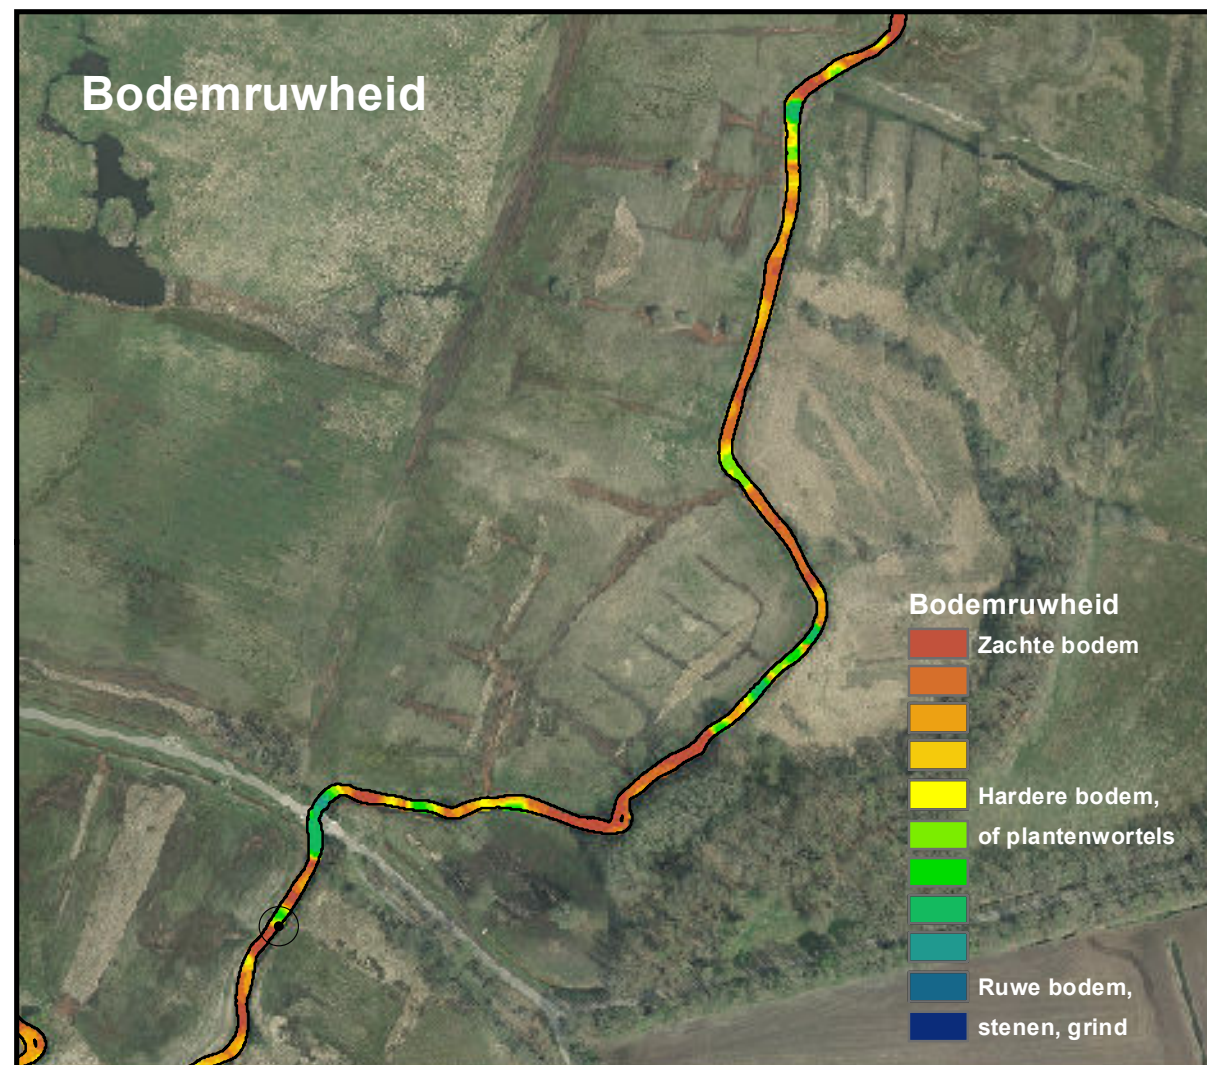 Bodemruwheid
Bodemruwheid
Zachte bodem
Hardere bodem,
of plantenwortels
Ruwe bodem,
stenen, grind